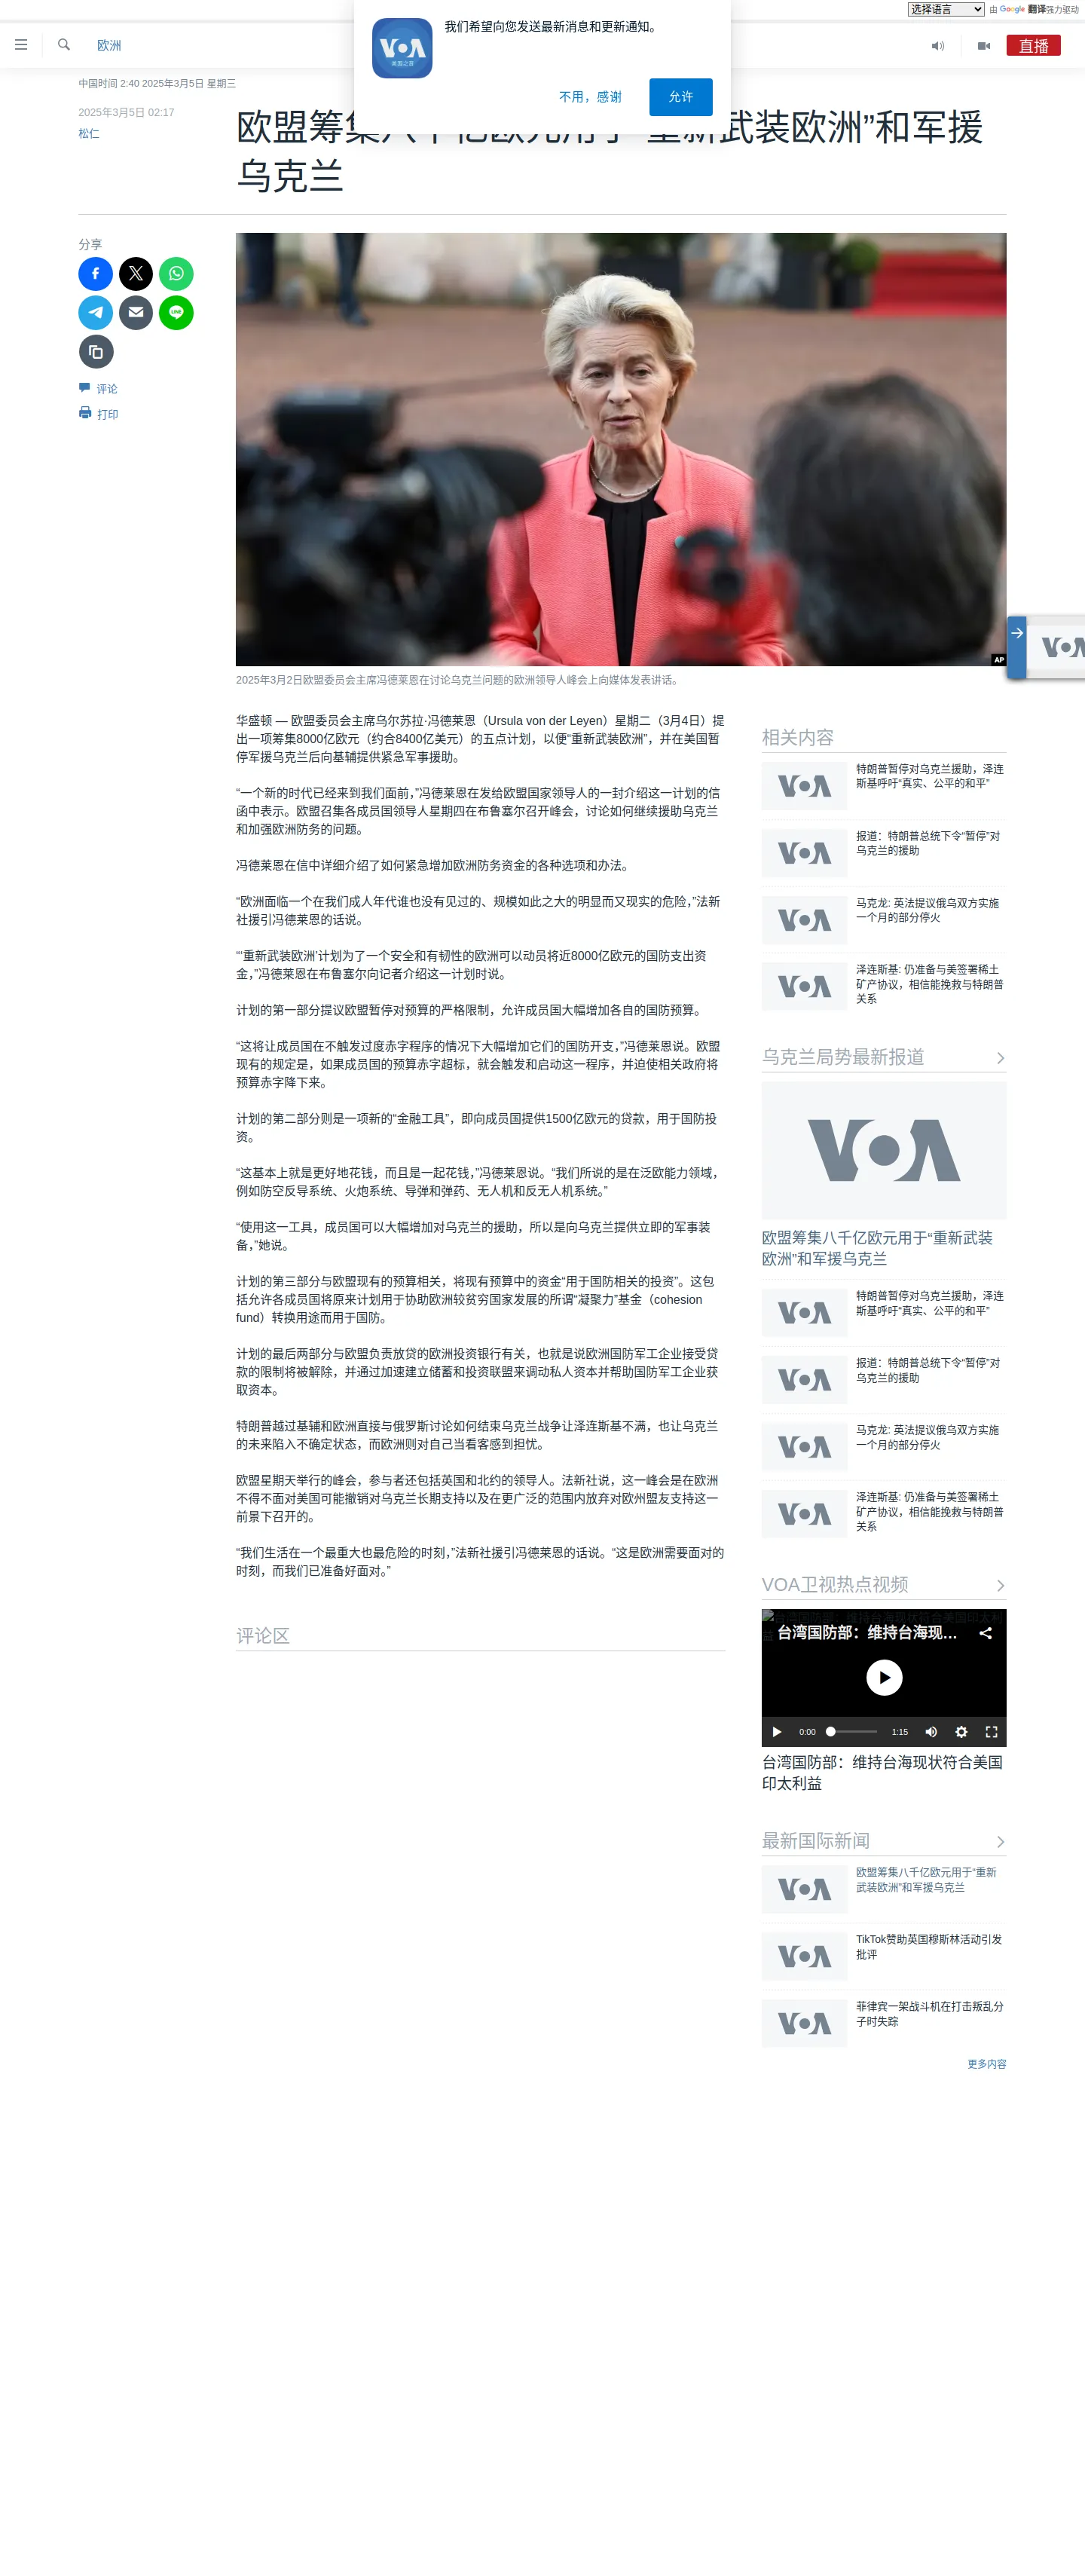 选择语言
由 Google 翻译强力驱动
我们希望向您发送最新消息和更新通知。
VOA
美国之音
不用，感谢
允许
欧洲
直播
中国时间 2:40 2025年3月5日 星期三
2025年3月5日 02:17
松仁
欧盟筹集
武装欧洲”和军援
乌克兰
分享
LINE
评论
打印
AP
2025年3月2日欧盟委员会主席冯德莱恩在讨论乌克兰问题的欧洲领导人峰会上向媒体发表讲话。
华盛顿 — 欧盟委员会主席乌尔苏拉·冯德莱恩（Ursula von der Leyen）星期二（3月4日）提
出一项筹集8000亿欧元（约合8400亿美元）的五点计划，以便“重新武装欧洲”，并在美国暂
停军援乌克兰后向基辅提供紧急军事援助。
“一个新的时代已经来到我们面前，”冯德莱恩在发给欧盟国家领导人的一封介绍这一计划的信
函中表示。欧盟召集各成员国领导人星期四在布鲁塞尔召开峰会，讨论如何继续援助乌克兰
和加强欧洲防务的问题。
冯德莱恩在信中详细介绍了如何紧急增加欧洲防务资金的各种选项和办法。
“欧洲面临一个在我们成人年代谁也没有见过的、规模如此之大的明显而又现实的危险，”法新
社援引冯德莱恩的话说。
“‘重新武装欧洲’计划为了一个安全和有韧性的欧洲可以动员将近8000亿欧元的国防支出资
金，”冯德莱恩在布鲁塞尔向记者介绍这一计划时说。
计划的第一部分提议欧盟暂停对预算的严格限制，允许成员国大幅增加各自的国防预算。
“这将让成员国在不触发过度赤字程序的情况下大幅增加它们的国防开支，”冯德莱恩说。欧盟
现有的规定是，如果成员国的预算赤字超标，就会触发和启动这一程序，并迫使相关政府将
预算赤字降下来。
计划的第二部分则是一项新的“金融工具”，即向成员国提供1500亿欧元的贷款，用于国防投
资。
“这基本上就是更好地花钱，而且是一起花钱，”冯德莱恩说。“我们所说的是在泛欧能力领域，
例如防空反导系统、火炮系统、导弹和弹药、无人机和反无人机系统。”
“使用这一工具，成员国可以大幅增加对乌克兰的援助，所以是向乌克兰提供立即的军事装
备，”她说。
计划的第三部分与欧盟现有的预算相关，将现有预算中的资金“用于国防相关的投资”。这包
括允许各成员国将原来计划用于协助欧洲较贫穷国家发展的所谓“凝聚力”基金（cohesion
fund）转换用途而用于国防。
计划的最后两部分与欧盟负责放贷的欧洲投资银行有关，也就是说欧洲国防军工企业接受贷
款的限制将被解除，并通过加速建立储蓄和投资联盟来调动私人资本并帮助国防军工企业获
取资本。
特朗普越过基辅和欧洲直接与俄罗斯讨论如何结束乌克兰战争让泽连斯基不满，也让乌克兰
的未来陷入不确定状态，而欧洲则对自己当看客感到担忧。
欧盟星期天举行的峰会，参与者还包括英国和北约的领导人。法新社说，这一峰会是在欧洲
不得不面对美国可能撤销对乌克兰长期支持以及在更广泛的范围内放弃对欧州盟友支持这一
前景下召开的。
“我们生活在一个最重大也最危险的时刻，”法新社援引冯德莱恩的话说。“这是欧洲需要面对的
时刻，而我们已准备好面对。”
评论区
相关内容
VOA
特朗普暂停对乌克兰援助，泽连
斯基呼吁“真实、公平的和平”
VOA
报道：特朗普总统下令“暂停”对
乌克兰的援助
VOA
马克龙: 英法提议俄乌双方实施
一个月的部分停火
VOA
泽连斯基: 仍准备与美签署稀土
矿产协议，相信能挽救与特朗普
关系
乌克兰局势最新报道
VOA
欧盟筹集八千亿欧元用于“重新武装
欧洲”和军援乌克兰
VOA
特朗普暂停对乌克兰援助，泽连
斯基呼吁“真实、公平的和平”
VOA
报道：特朗普总统下令“暂停”对
乌克兰的援助
VOA
马克龙: 英法提议俄乌双方实施
一个月的部分停火
VOA
泽连斯基: 仍准备与美签署稀土
矿产协议，相信能挽救与特朗普
关系
VOA卫视热点视频
台湾国防部：维持台海现状符合美国印太利
益
台湾国防部：维持台海现...
0:00
1:15
台湾国防部：维持台海现状符合美国
印太利益
最新国际新闻
VOA
欧盟筹集八千亿欧元用于“重新
武装欧洲”和军援乌克兰
VOA
TikTok赞助英国穆斯林活动引发
批评
VOA
菲律宾一架战斗机在打击叛乱分
子时失踪
更多内容